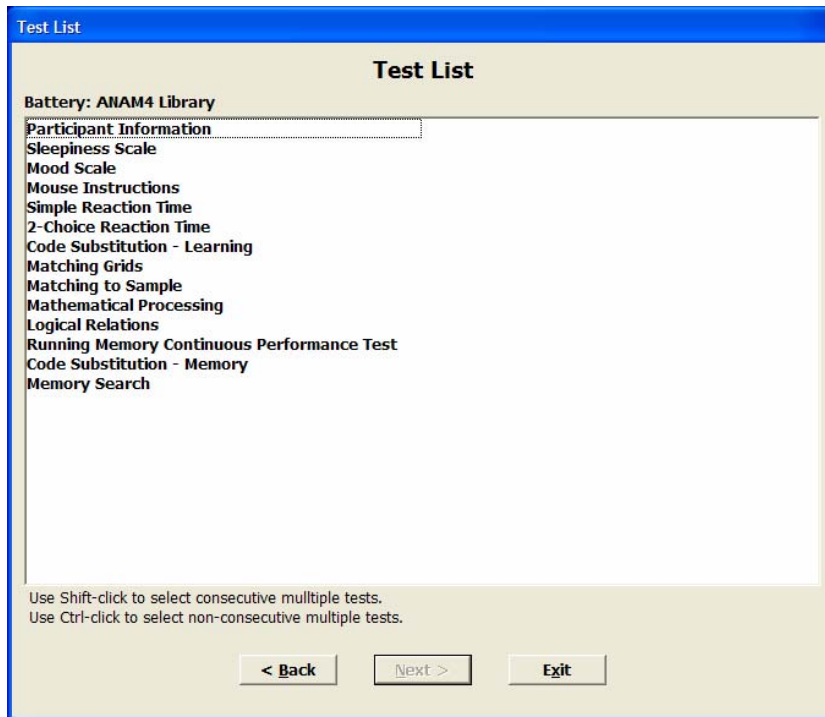 Test List
Test List
Battery: ANAM4 Library
Participant Information
Sleepiness Scale
Mood Scale
Mouse Instructions
Simple Reaction Time
2-Choice Reaction Time
Code Substitution - Learning
Matching Grids
Matching to Sample
Mathematical Processing
Logical Relations
Running Memory Continuous Performance Test
Code Substitution - Memory
Memory Search
Use Shift-click to select consecutive mulltiple tests.
Use Ctrl-click to select non-consecutive multiple tests.
< Back Next > Exit